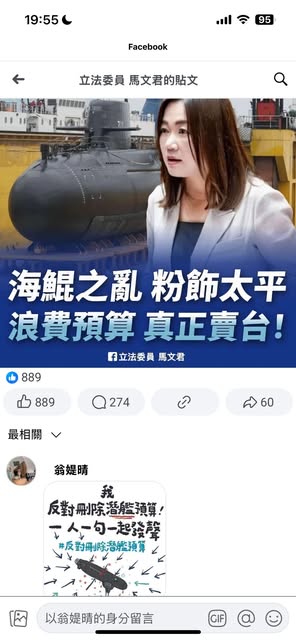 19:55
95
Facebook
立法委員 馬文君的貼文
海鯤之亂 粉飾太平
浪費預算 真正賣台!
立法委員 馬文君
889
889
274
60
最相關
翁媞晴
我
反對刪除潛艦預算!
一人一句一起發聲
#反對刪除潛艦預算
以翁媞晴的身分留言
GIF